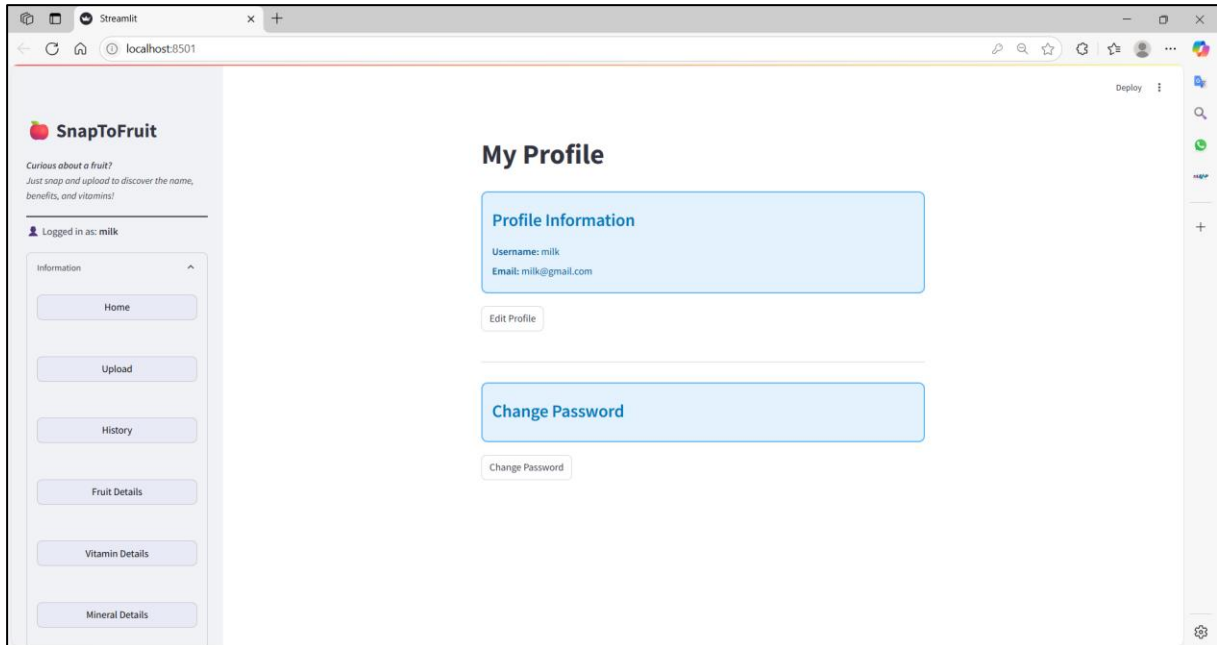 Streamlit
localhost:8501
Deploy
SnapToFruit
Curious about a fruit?
Just snap and upload to discover the name,
benefits, and vitamins!
Logged in as: milk
Information
Home
Upload
History
Fruit Details
Vitamin Details
Mineral Details
My Profile
Profile Information
Username: milk
Email: milk@gmail.com
Edit Profile
Change Password
Change Password